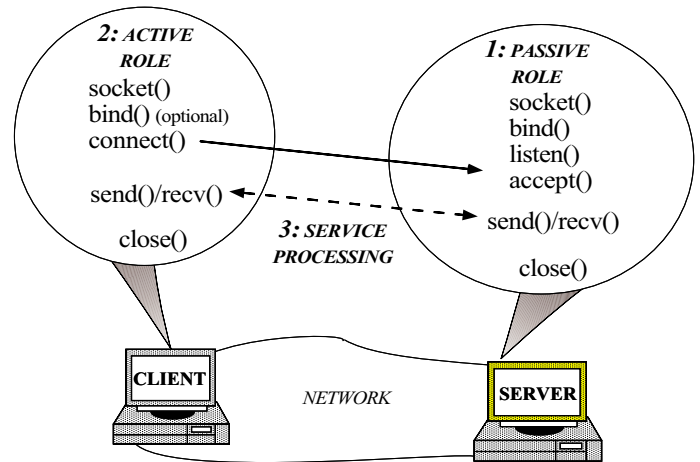 2: ACTIVE
ROLE
socket()
bind() (optional)
connect()
send()/recv()
close()
1: PASSIVE
ROLE
socket()
bind()
listen()
accept()
send()/recv()
close()
3: SERVICE
PROCESSING
CLIENT
NETWORK
SERVER